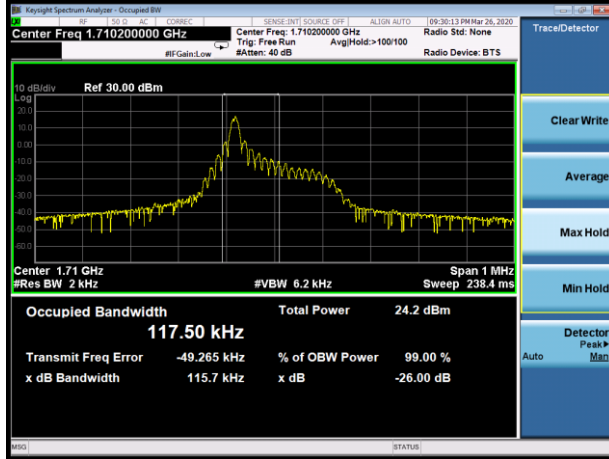 Keysight Spectrum Analyzer - Occupied BW
RF 50 Ω AC CORREC SENSE:INT SOURCE OFF ALIGN AUTO 09:30:13 PM Mar 26, 2020
Center Freq 1.710200000 GHz
Center Freq: 1.710200000 GHz
Radio Std: None
Trig: Free Run Avg|Hold:>100/100
#IFGain:Low #Atten: 40 dB Radio Device: BTS
Trace/Detector
10 dB/div Ref 30.00 dBm
Log
20.0
10.0
0.00
-10.0
-20.0
-30.0
-40.0
-50.0
-60.0
Center 1.71 GHz Span 1 MHz
#Res BW 2 kHz #VBW 6.2 kHz Sweep 238.4 ms
Occupied Bandwidth Total Power 24.2 dBm
117.50 kHz
Transmit Freq Error -49.265 kHz % of OBW Power 99.00 %
x dB Bandwidth 115.7 kHz x dB -26.00 dB
Clear Write
Average
Max Hold
Min Hold
Detector
Peak▶
Auto Man
MSG STATUS